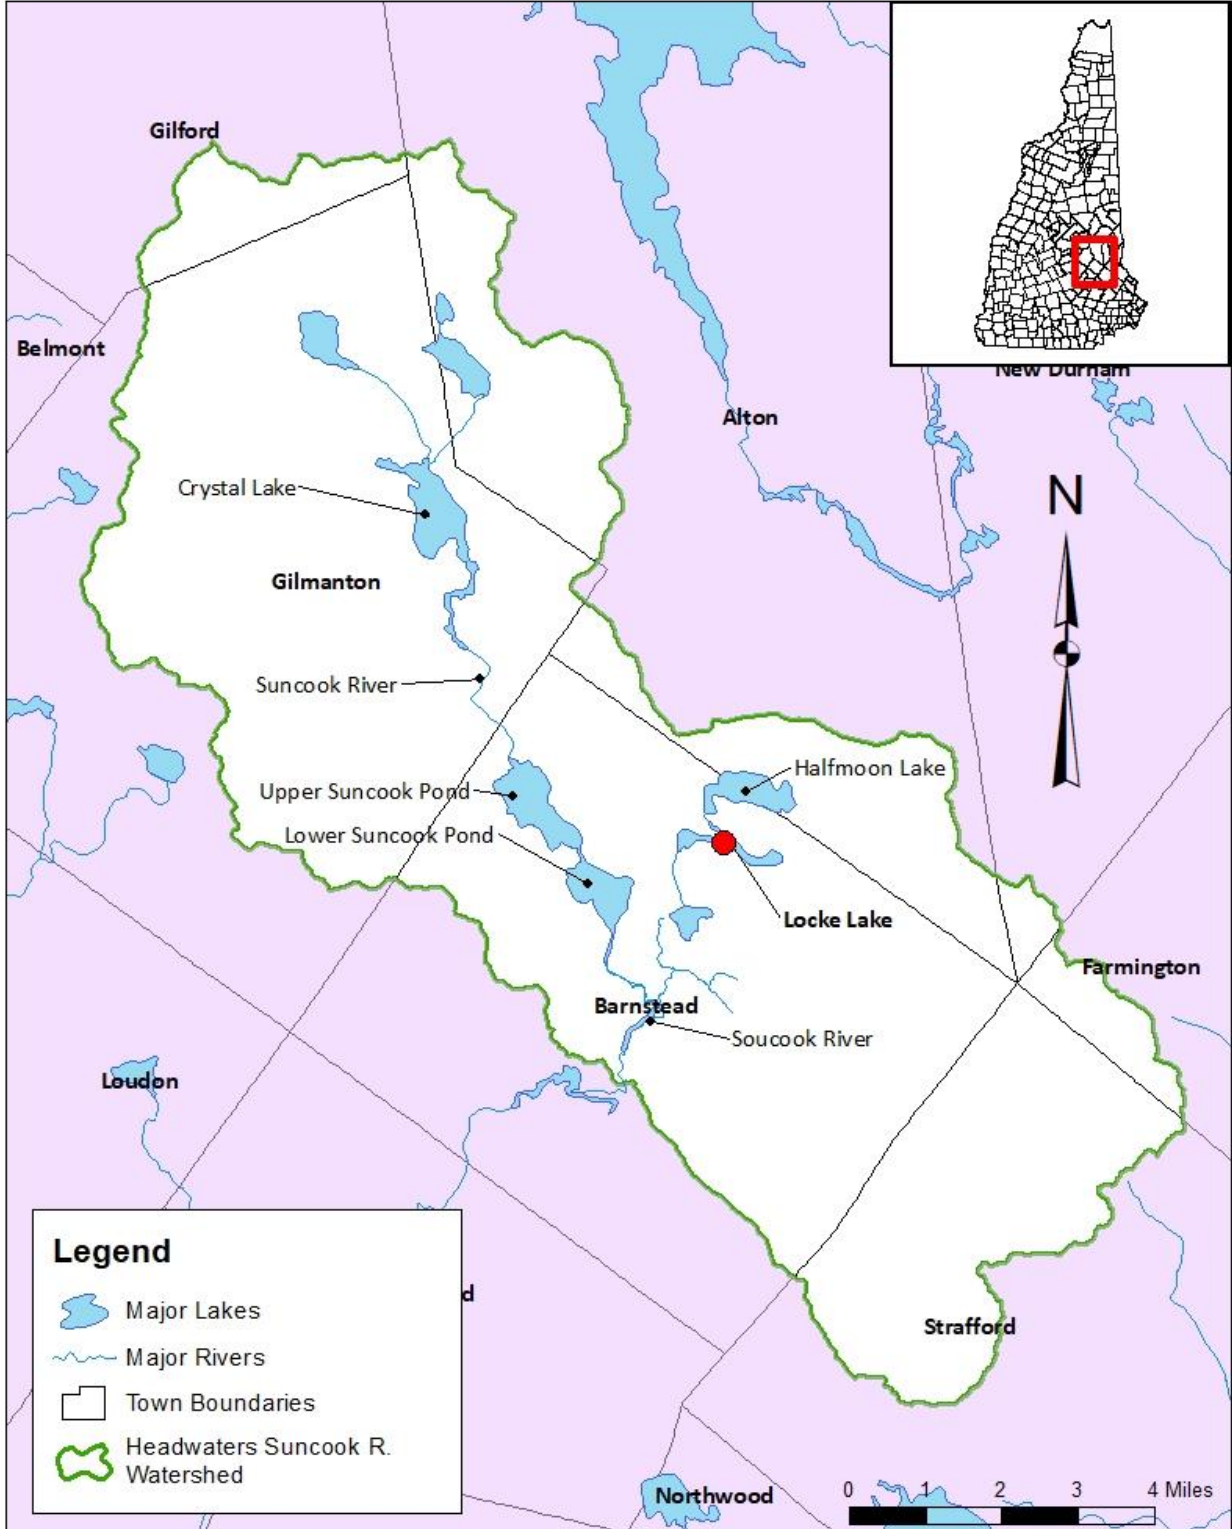 Gilford
New Durham
Belmont
Alton
N
Crystal Lake
Gilmanton
Suncook River
Halfmoon Lake
Upper Suncook Pond
Lower Suncook Pond
Locke Lake
Farmington
Barnstead
Soucook River
Loudon
Legend
Major Lakes
d
Strafford
Major Rivers
Town Boundaries
Headwaters Suncook R.
Watershed
Northwood
0 1 2 3 4 Miles